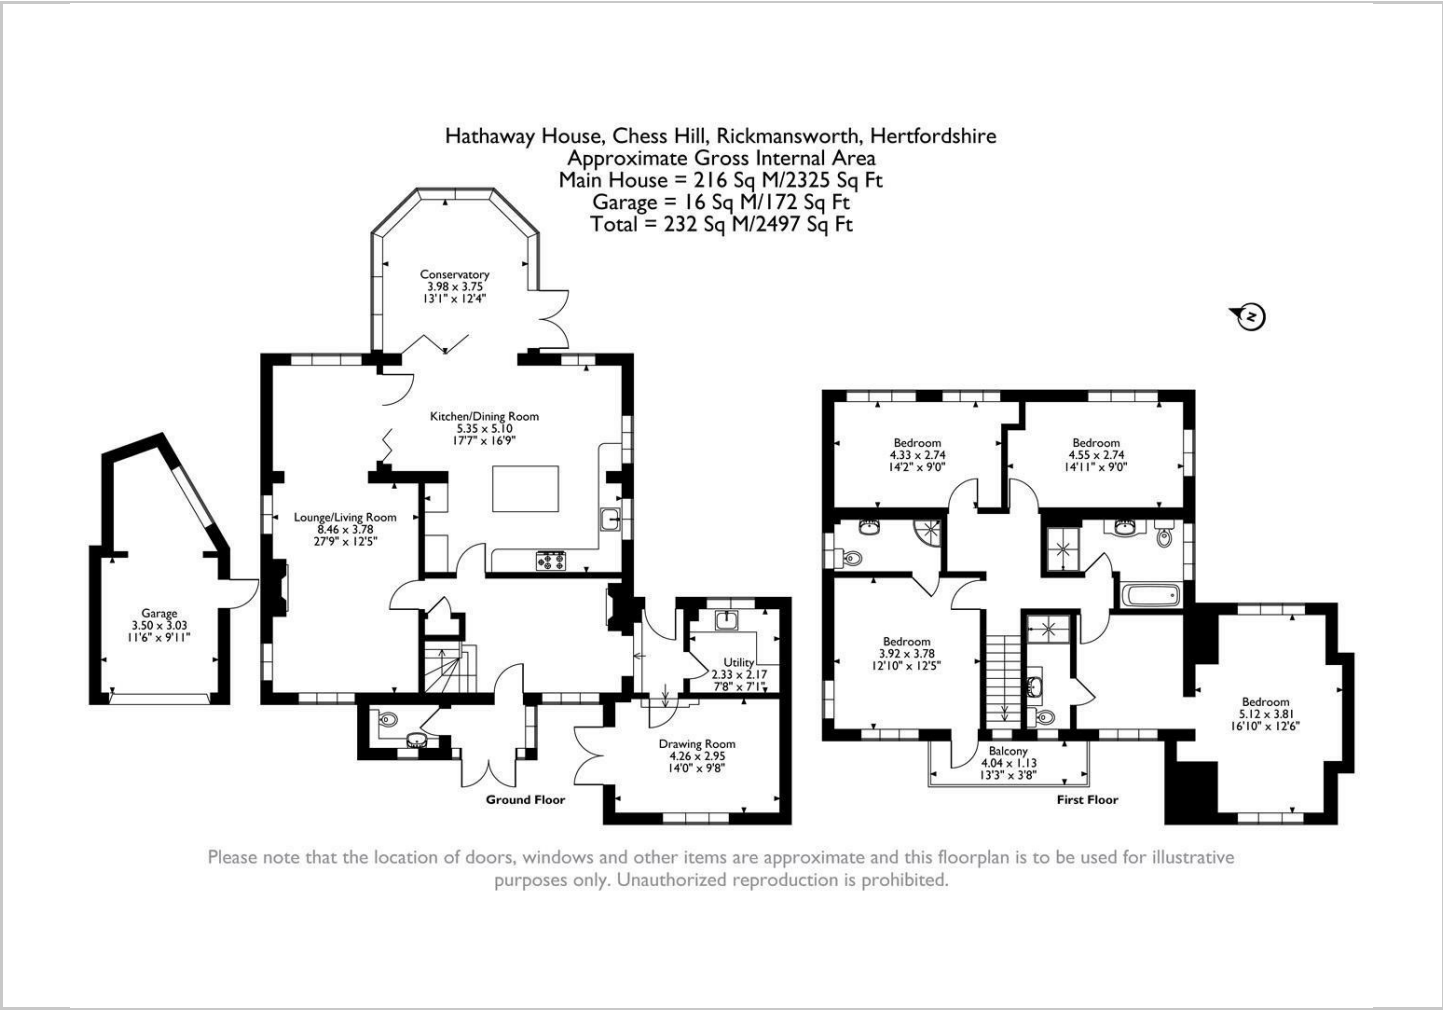 Hathaway House, Chess Hill, Rickmansworth, Hertfordshire
Approximate Gross Internal Area
Main House = 216 Sq M/2325 Sq Ft
Garage = 16 Sq M/172 Sq Ft
Total = 232 Sq M/2497 Sq Ft
Conservatory
3.98 x 3.75
13'1" x 12'4"
N
Kitchen/Dining Room
5.35 x 5.10
17'7" x 16'9"
Bedroom
4.33 x 2.74
14'2" x 9'0"
Bedroom
4.55 x 2.74
14'11" x 9'0"
Lounge/Living Room
8.46 x 3.78
27'9" x 12'5"
Garage
3.50 x 3.03
11'6" x 9'11"
Utility
2.33 x 2.17
7'8" x 7'1"
Bedroom
3.92 x 3.78
12'10" x 12'5"
Bedroom
5.12 x 3.81
16'10" x 12'6"
Drawing Room
4.26 x 2.95
14'0" x 9'8"
Balcony
4.04 x 1.13
13'3" x 3'8"
Ground Floor
First Floor
Please note that the location of doors, windows and other items are approximate and this floorplan is to be used for illustrative
purposes only. Unauthorized reproduction is prohibited.